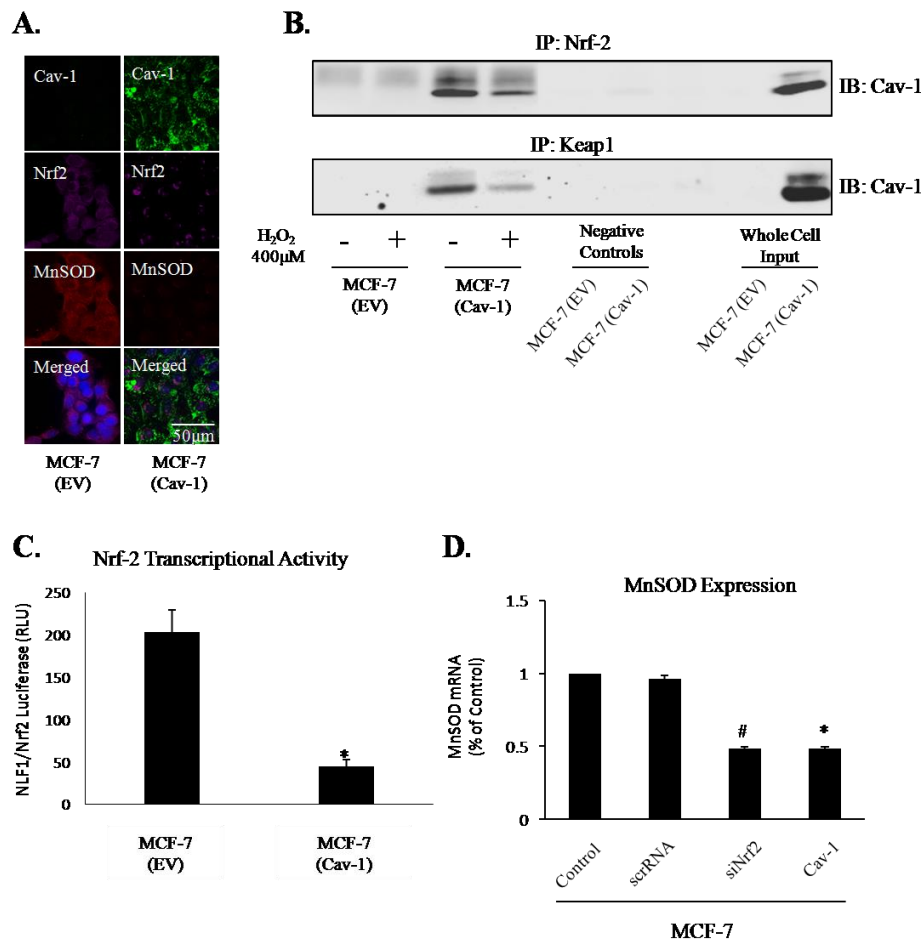 A.
Cav-1
Cav-1
Nrf2
Nrf2
MnSOD
MnSOD
Merged
Merged
50μm
MCF-7
(EV)
MCF-7
(Cav-1)
B.
IP: Nrf-2
IB: Cav-1
IP: Keap1
IB: Cav-1
H₂O₂
400μM
- + - +
MCF-7
(EV)
MCF-7
(Cav-1)
Negative
Controls
Whole Cell
Input
MCF-7 (EV)
MCF-7 (Cav-1)
MCF-7 (EV)
MCF-7 (Cav-1)
C.
Nrf-2 Transcriptional Activity
NLF1/Nrf2 Luciferase (RLU)
250
200
150
100
50
0
*
MCF-7
(EV)
MCF-7
(Cav-1)
D.
MnSOD Expression
MnSOD mRNA
(% of Control)
1.5
1
0.5
0
# *
Control
scrRNA
siNrf2
Cav-1
MCF-7